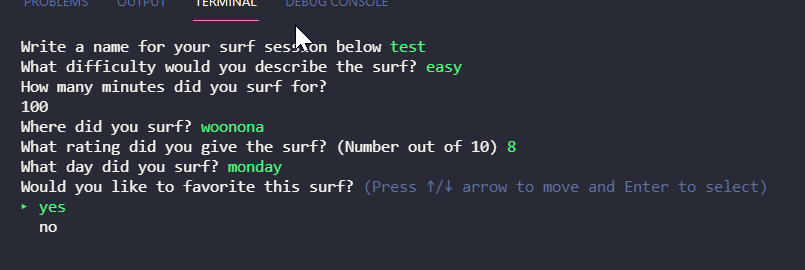 PROBLEMS OUTPUT TERMINAL DEBUG CONSOLE
Write a name for your surf session below test
What difficulty would you describe the surf? easy
How many minutes did you surf for?
100
Where did you surf? woonona
What rating did you give the surf? (Number out of 10) 8
What day did you surf? monday
Would you like to favorite this surf? (Press ↑/↓ arrow to move and Enter to select)
‣ yes
no